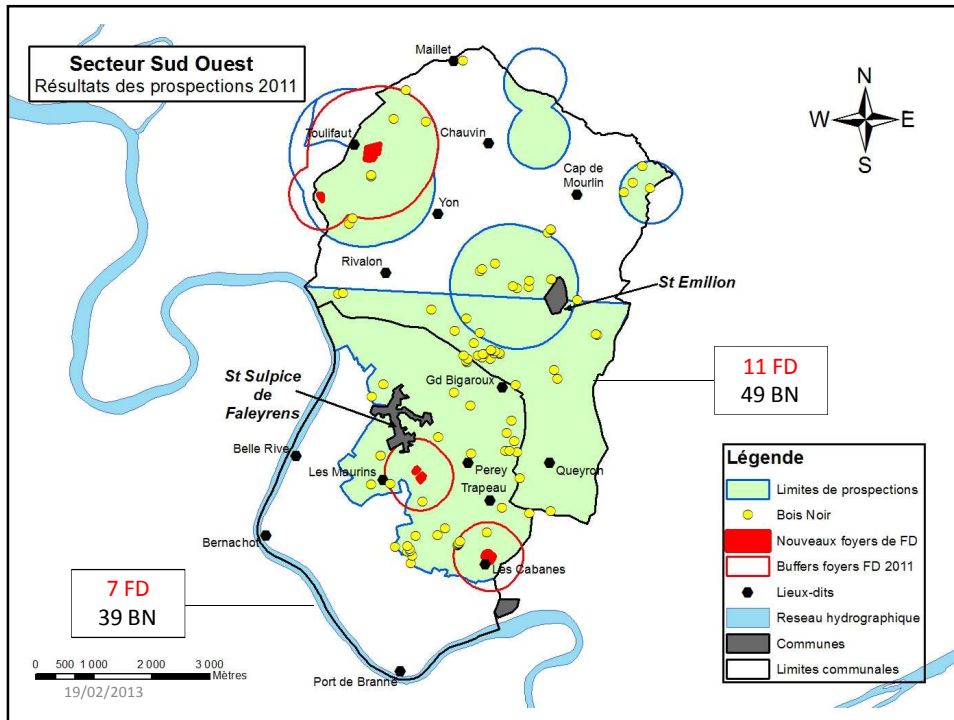 Secteur Sud Ouest
Résultats des prospections 2011
Maillet
N
W
E
S
Toulifaut
Chauvin
Cap de
Mourlin
Yon
Rivalon
St Emilion
11 FD
49 BN
Gd Bigaroux
St Sulpice
de
Faleyrens
Belle Rive
Les Maurins
Perey
Queyron
Trapeau
Bernachot
Les Cabanes
7 FD
39 BN
Port de Branne
0 500 1 000 2 000 3 000
Mètres
19/02/2013
Légende
Limites de prospections
Bois Noir
Nouveaux foyers de FD
Buffers foyers FD 2011
Lieux-dits
Reseau hydrographique
Communes
Limites communales